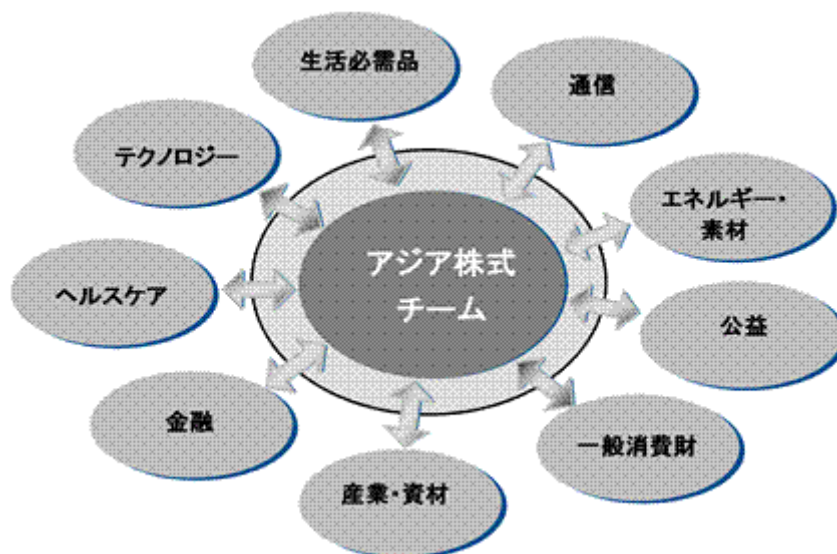 生活必需品
通信
テクノロジー
エネルギー・
素材
アジア株式
チーム
ヘルスケア
公益
金融
一般消費財
産業・資材